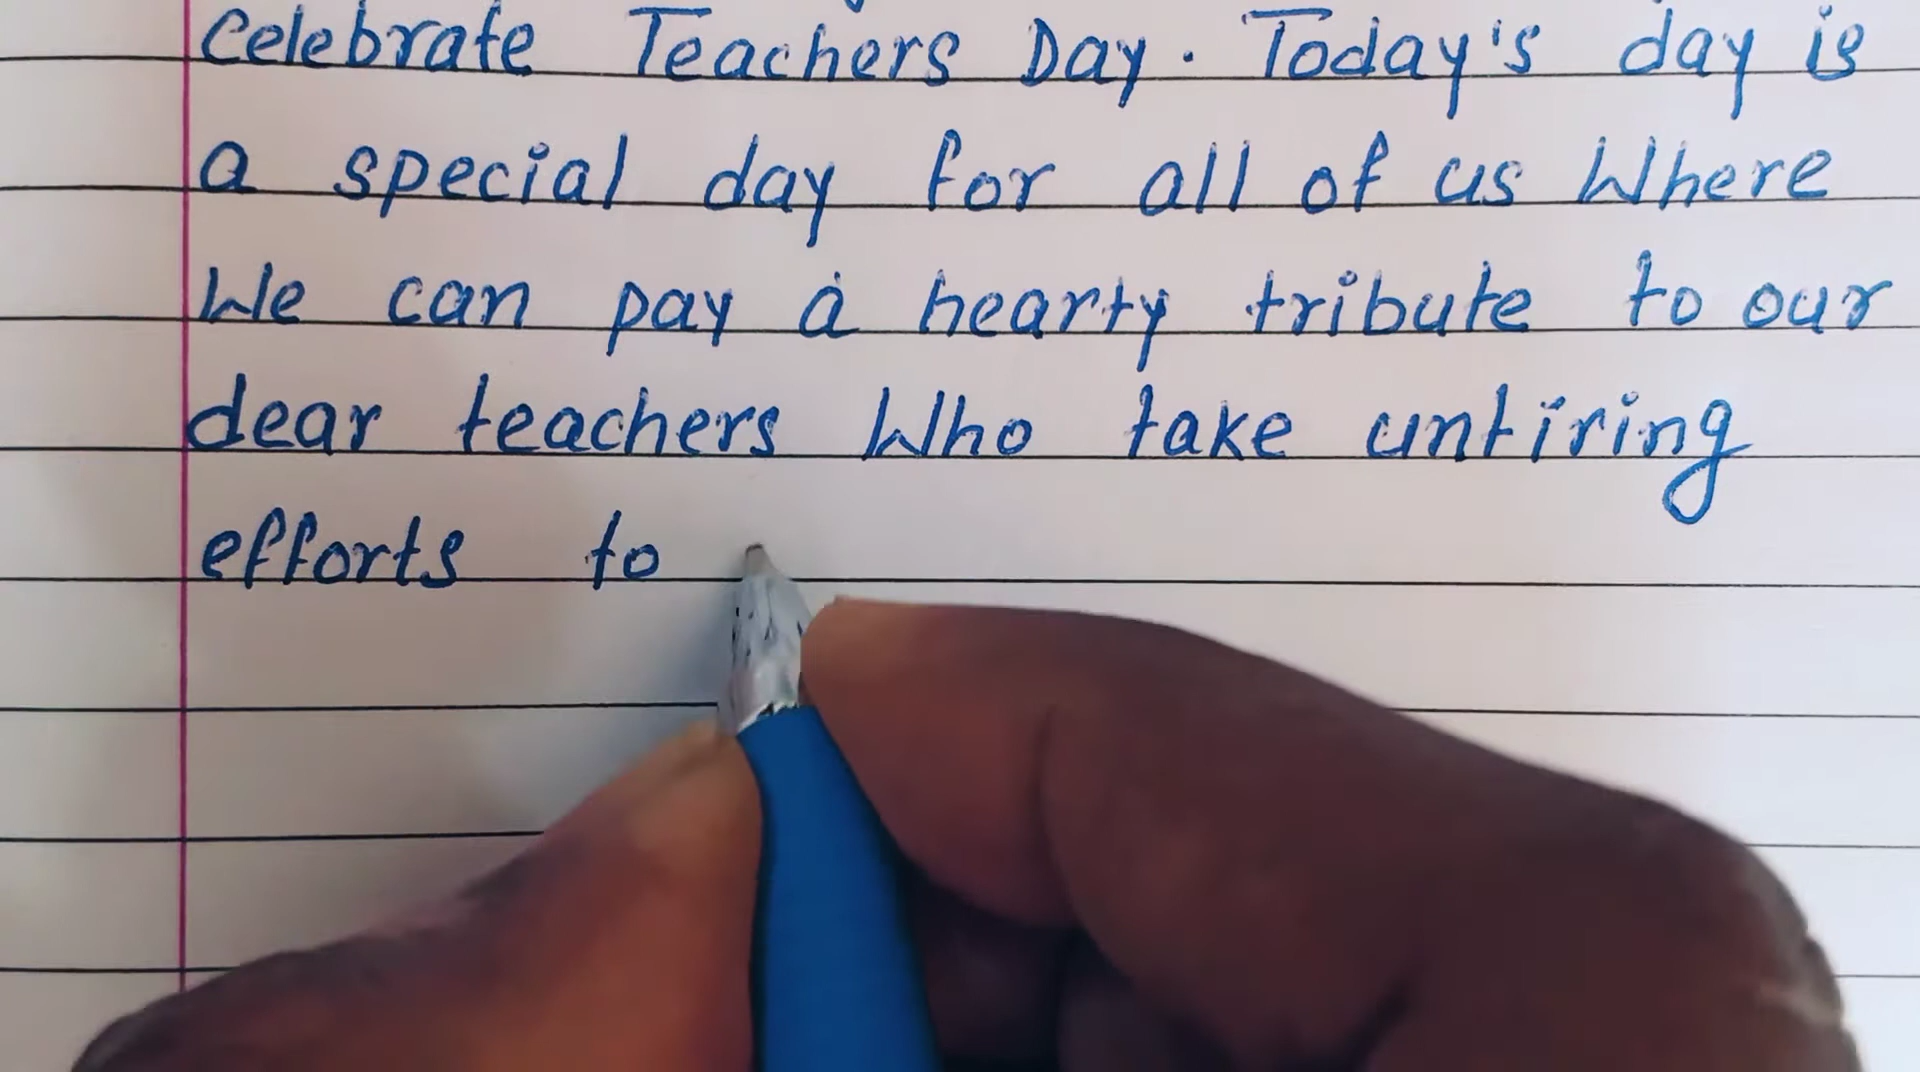 Celebrate Teachers Day. Today's day is
a special day for all of us Where
We can pay a hearty tribute to our
dear teachers Who take untiring
efforts to